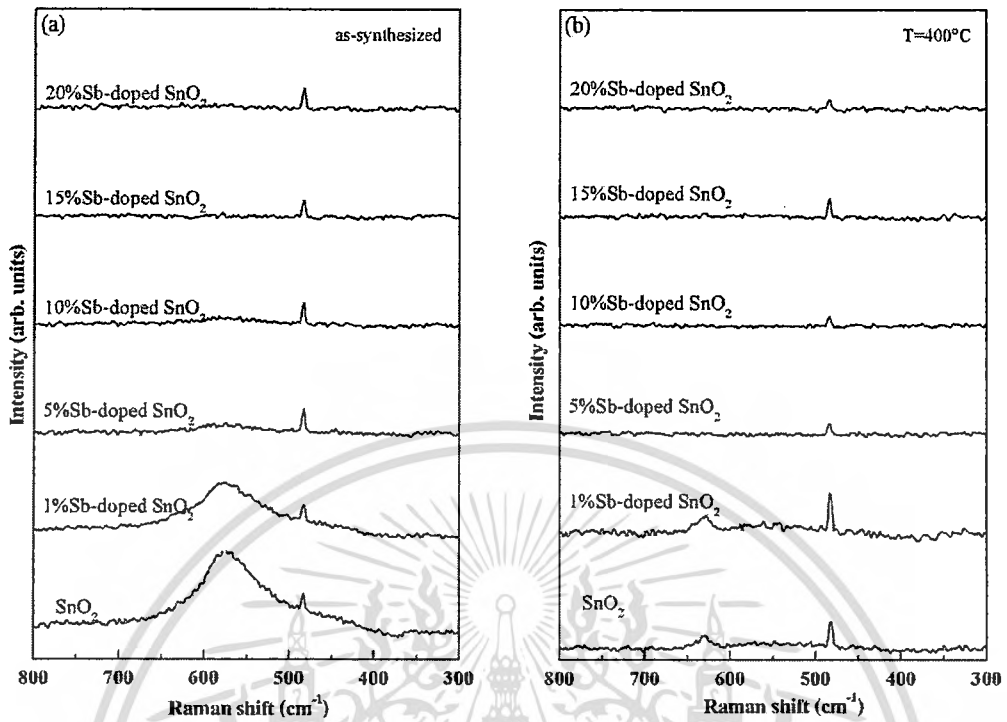 (a)
as-synthesized
20%Sb-doped SnO₂
15%Sb-doped SnO₂
10%Sb-doped SnO₂
5%Sb-doped SnO₂
1%Sb-doped SnO₂
SnO₂
Intensity (arb. units)
800 700 600 500 400 300
Raman shift (cm⁻¹)
(b)
T=400°C
20%Sb-doped SnO₂
15%Sb-doped SnO₂
10%Sb-doped SnO₂
5%Sb-doped SnO₂
1%Sb-doped SnO₂
SnO₂
Intensity (arb. units)
800 700 600 500 400 300
Raman shift (cm⁻¹)